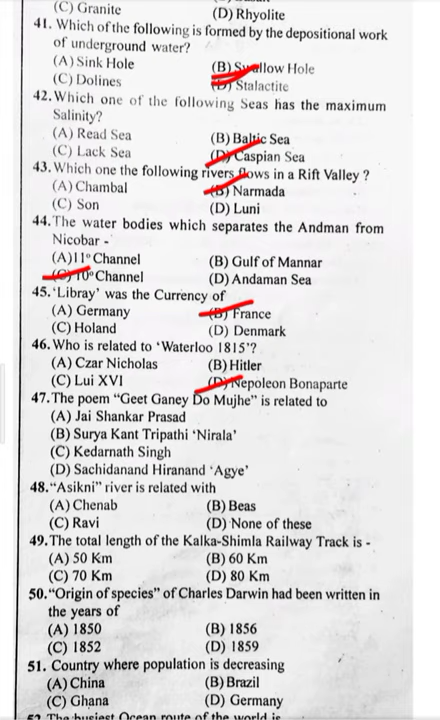 (C) Granite (D) Rhyolite
41. Which of the following is formed by the depositional work
of underground water?
(A) Sink Hole (B) Swallow Hole
(C) Dolines (D) Stalactite
42. Which one of the following Seas has the maximum
Salinity?
(A) Read Sea (B) Baltic Sea
(C) Lack Sea (D) Caspian Sea
43. Which one the following rivers flows in a Rift Valley ?
(A) Chambal (B) Narmada
(C) Son (D) Luni
44. The water bodies which separates the Andman from
Nicobar -
(A) 11° Channel (B) Gulf of Mannar
(C) 10° Channel (D) Andaman Sea
45. 'Libray' was the Currency of
(A) Germany (B) France
(C) Holand (D) Denmark
46. Who is related to 'Waterloo 1815'?
(A) Czar Nicholas (B) Hitler
(C) Lui XVI (D) Nepoleon Bonaparte
47. The poem "Geet Ganey Do Mujhe" is related to
(A) Jai Shankar Prasad
(B) Surya Kant Tripathi 'Nirala'
(C) Kedarnath Singh
(D) Sachidanand Hiranand 'Agye'
48. "Asikni" river is related with
(A) Chenab (B) Beas
(C) Ravi (D) None of these
49. The total length of the Kalka-Shimla Railway Track is -
(A) 50 Km (B) 60 Km
(C) 70 Km (D) 80 Km
50. "Origin of species" of Charles Darwin had been written in
the years of
(A) 1850 (B) 1856
(C) 1852 (D) 1859
51. Country where population is decreasing
(A) China (B) Brazil
(C) Ghana (D) Germany
52. The busiest Ocean route of the world is